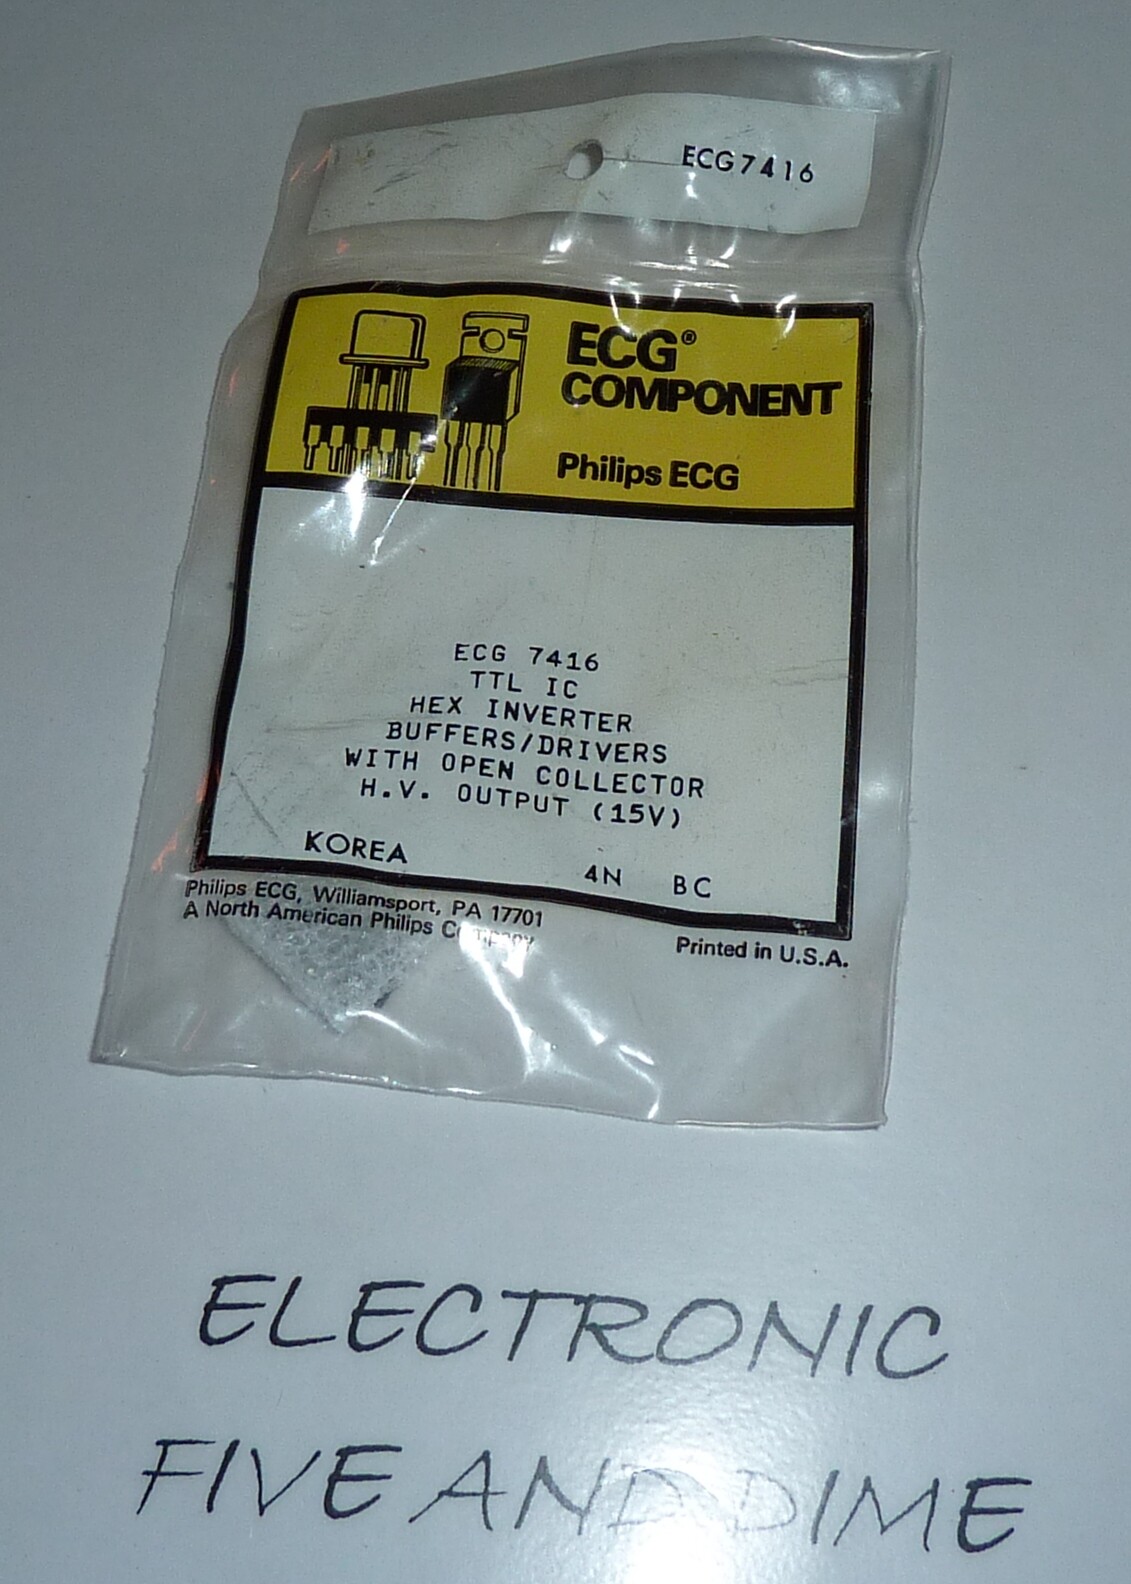 ECG7416
ECG®
COMPONENT
Philips ECG
ECG 7416
TTL IC
HEX INVERTER
BUFFERS/DRIVERS
WITH OPEN COLLECTOR
H.V. OUTPUT (15V)
KOREA
4N BC
Philips ECG, Williamsport, PA 17701
A North American Philips Company
Printed in U.S.A.
ELECTRONIC
FIVE AND DIME